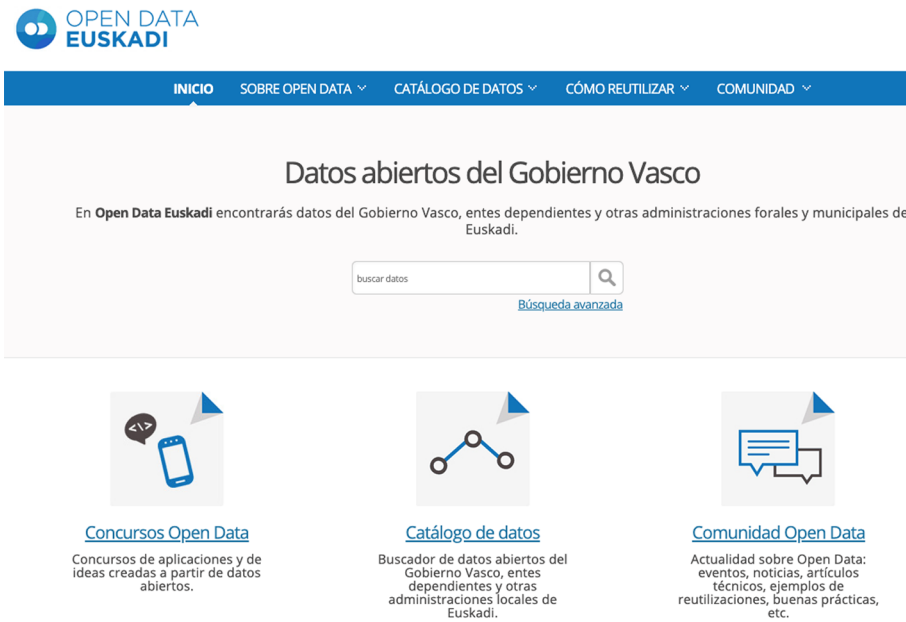 OPEN DATA
EUSKADI
INICIO SOBRE OPEN DATA CATÁLOGO DE DATOS CÓMO REUTILIZAR COMUNIDAD
Datos abiertos del Gobierno Vasco
En Open Data Euskadi encontrarás datos del Gobierno Vasco, entes dependientes y otras administraciones forales y municipales de
Euskadi.
buscar datos
Búsqueda avanzada
</>
Concursos Open Data
Concursos de aplicaciones y de
ideas creadas a partir de datos
abiertos.
Catálogo de datos
Buscador de datos abiertos del
Gobierno Vasco, entes
dependientes y otras
administraciones locales de
Euskadi.
Comunidad Open Data
Actualidad sobre Open Data:
eventos, noticias, artículos
técnicos, ejemplos de
reutilizaciones, buenas prácticas,
etc.